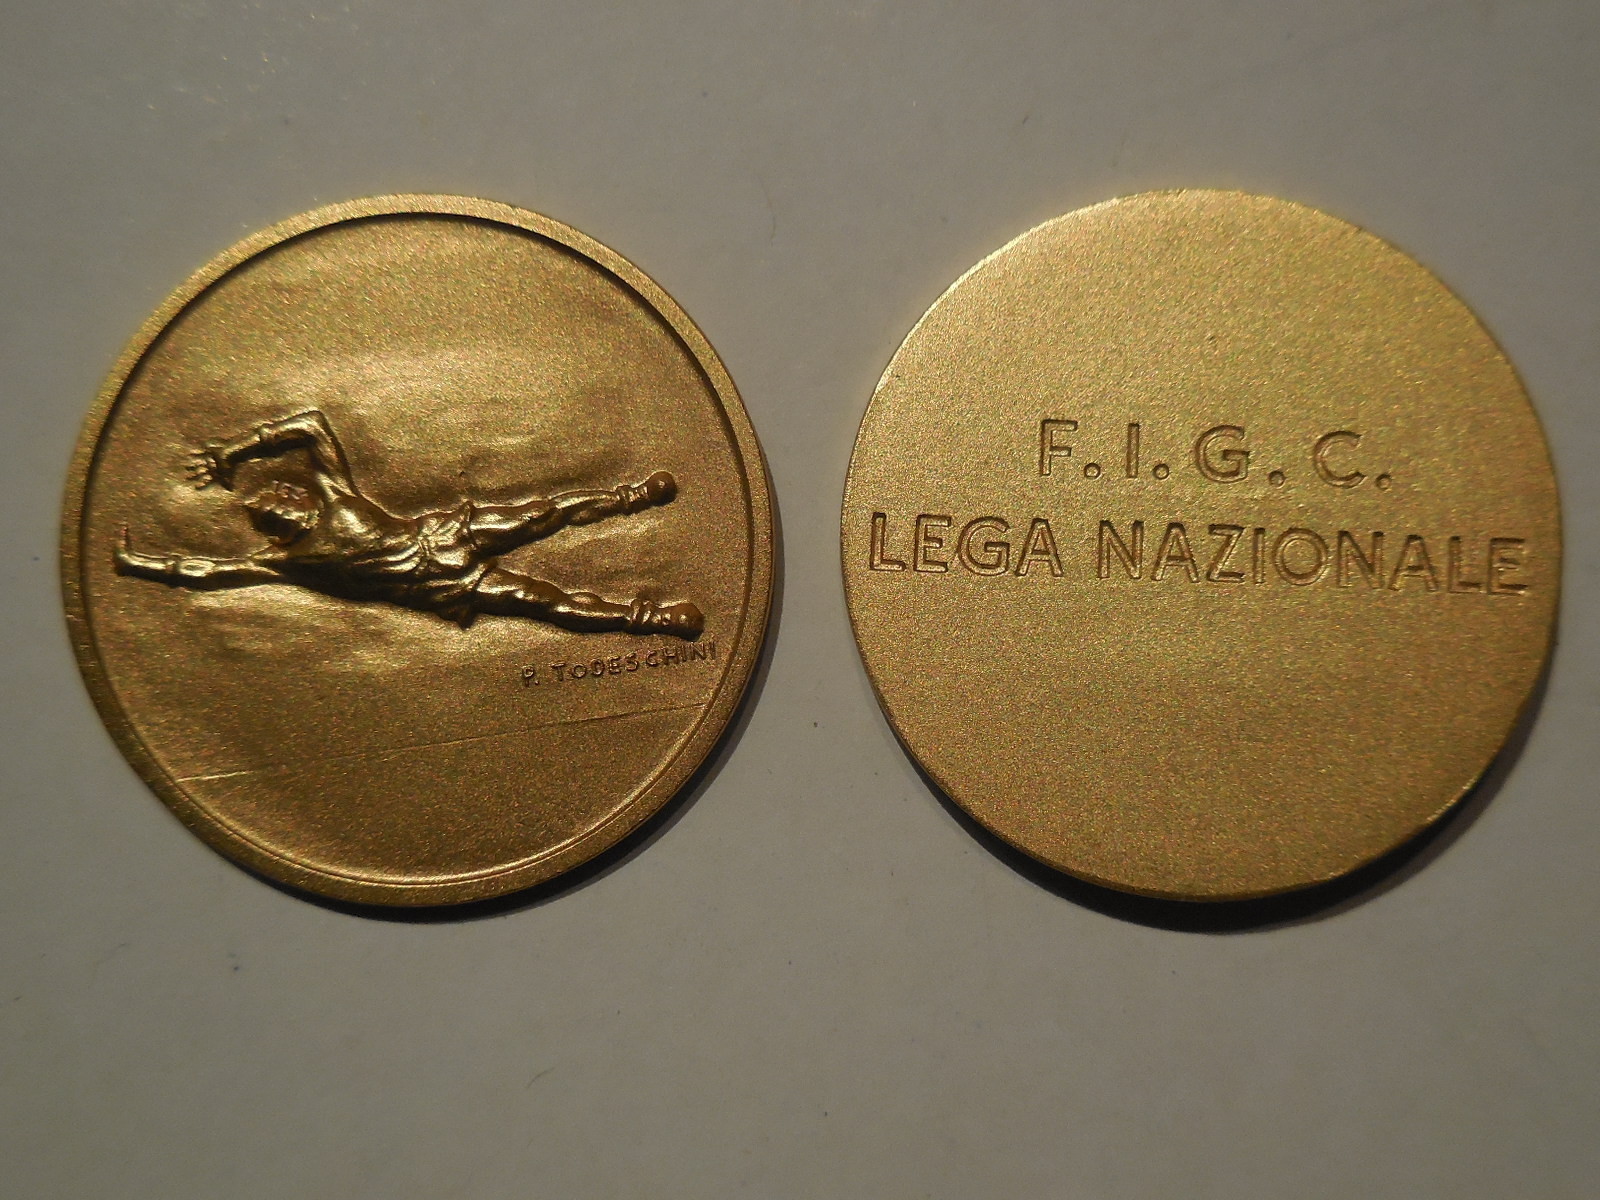 P. TODESCHINI
F. I. G. C.
LEGA NAZIONALE